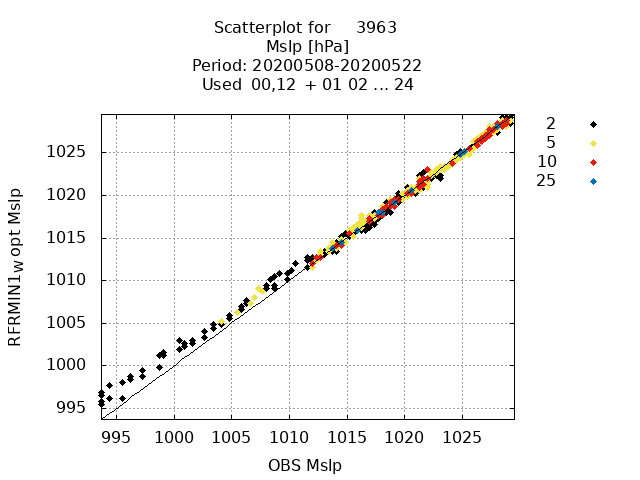 Scatterplot for 3963
Mslp [hPa]
Period: 20200508-20200522
Used 00,12 + 01 02 ... 24
2
5
10
25
RFRMIN1w opt Mslp
1025
1020
1015
1010
1005
1000
995
995 1000 1005 1010 1015 1020 1025
OBS Mslp